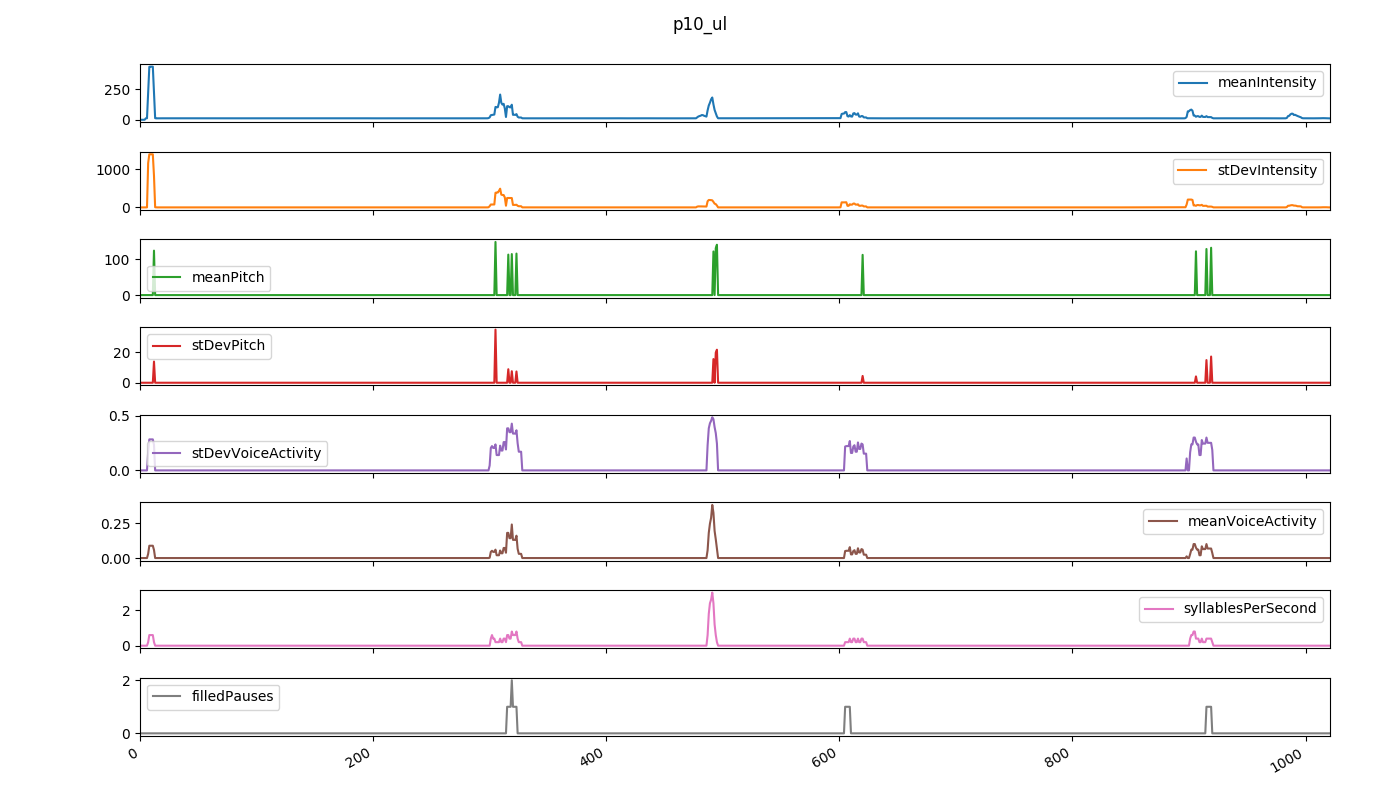 p10_ul
250
0
meanIntensity
1000
0
stDevIntensity
100
0
meanPitch
20
0
stDevPitch
0.5
0.0
stDevVoiceActivity
0.25
0.00
meanVoiceActivity
2
0
syllablesPerSecond
2
0
filledPauses
0 200 400 600 800 1000